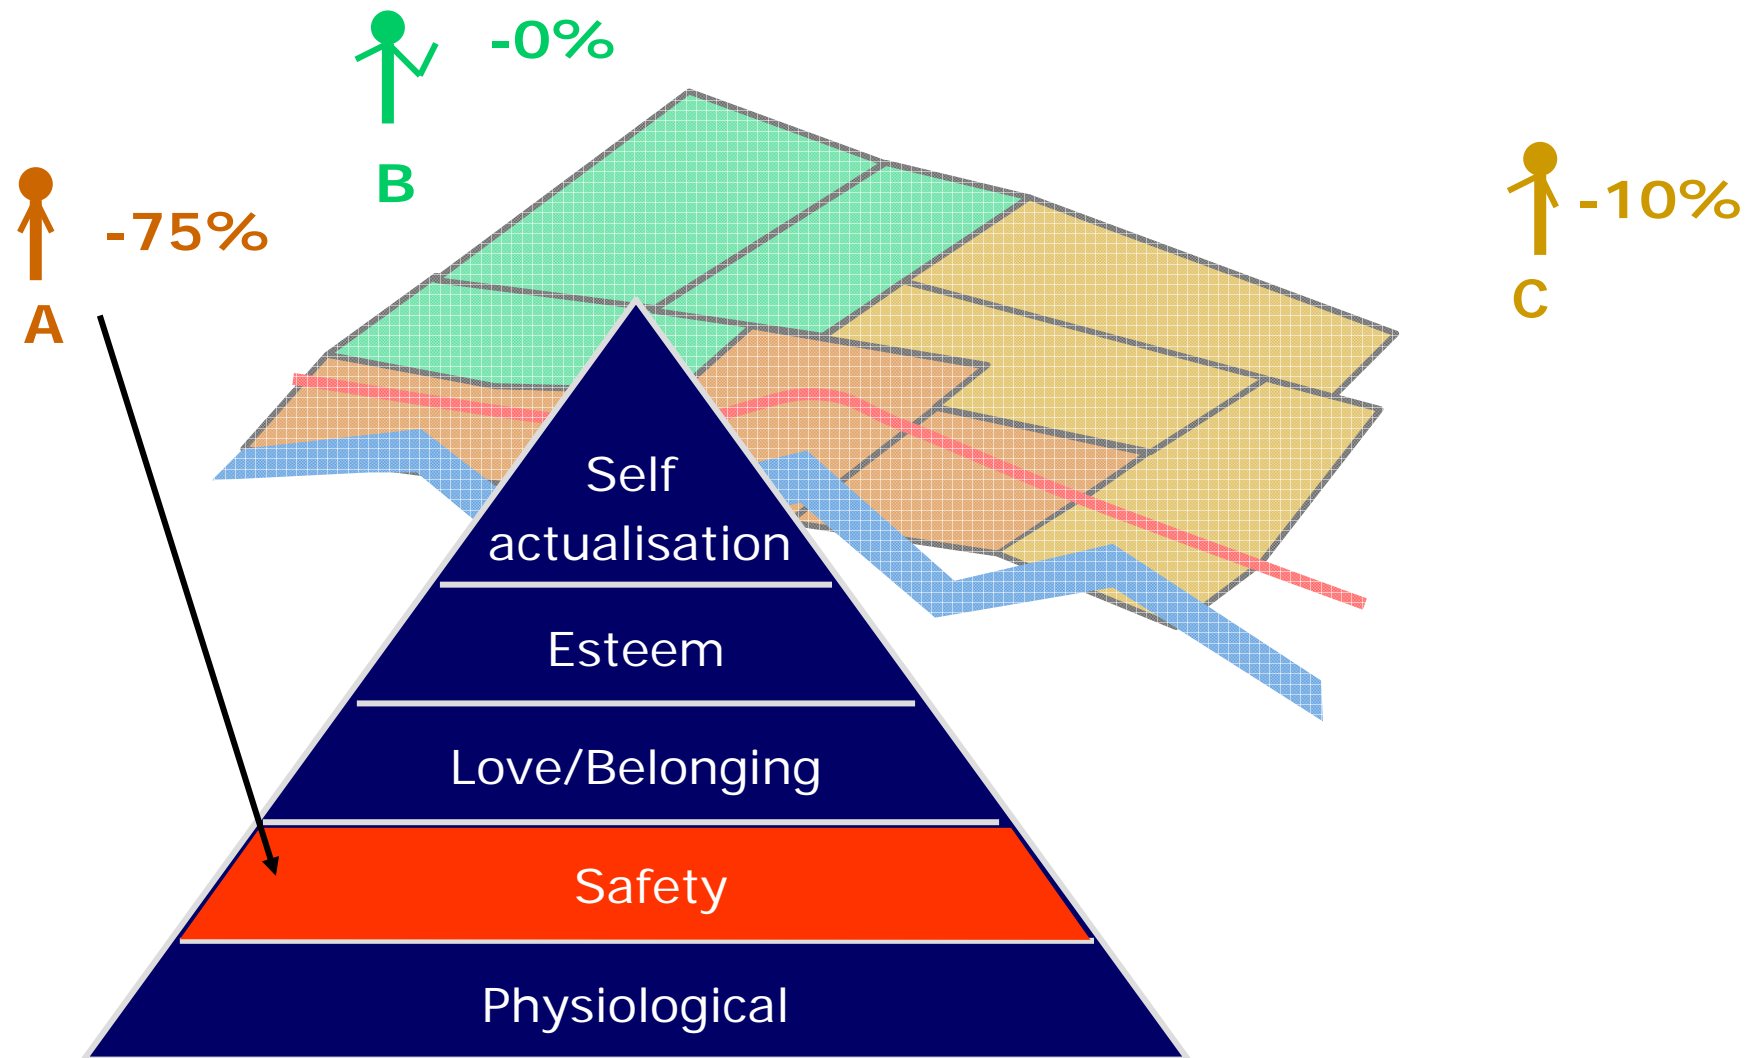 -0%
B
-75%
A
-10%
C
Self
actualisation
Esteem
Love/Belonging
Safety
Physiological